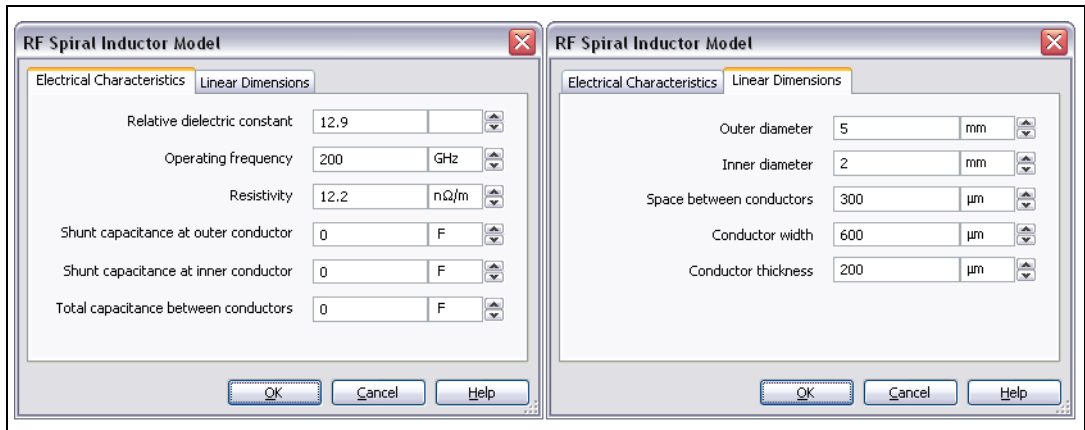 RF Spiral Inductor Model
Electrical Characteristics Linear Dimensions
Relative dielectric constant 12.9
Operating frequency 200 GHz
Resistivity 12.2 nΩ/m
Shunt capacitance at outer conductor 0 F
Shunt capacitance at inner conductor 0 F
Total capacitance between conductors 0 F
OK Cancel Help
RF Spiral Inductor Model
Electrical Characteristics Linear Dimensions
Outer diameter 5 mm
Inner diameter 2 mm
Space between conductors 300 µm
Conductor width 600 µm
Conductor thickness 200 µm
OK Cancel Help